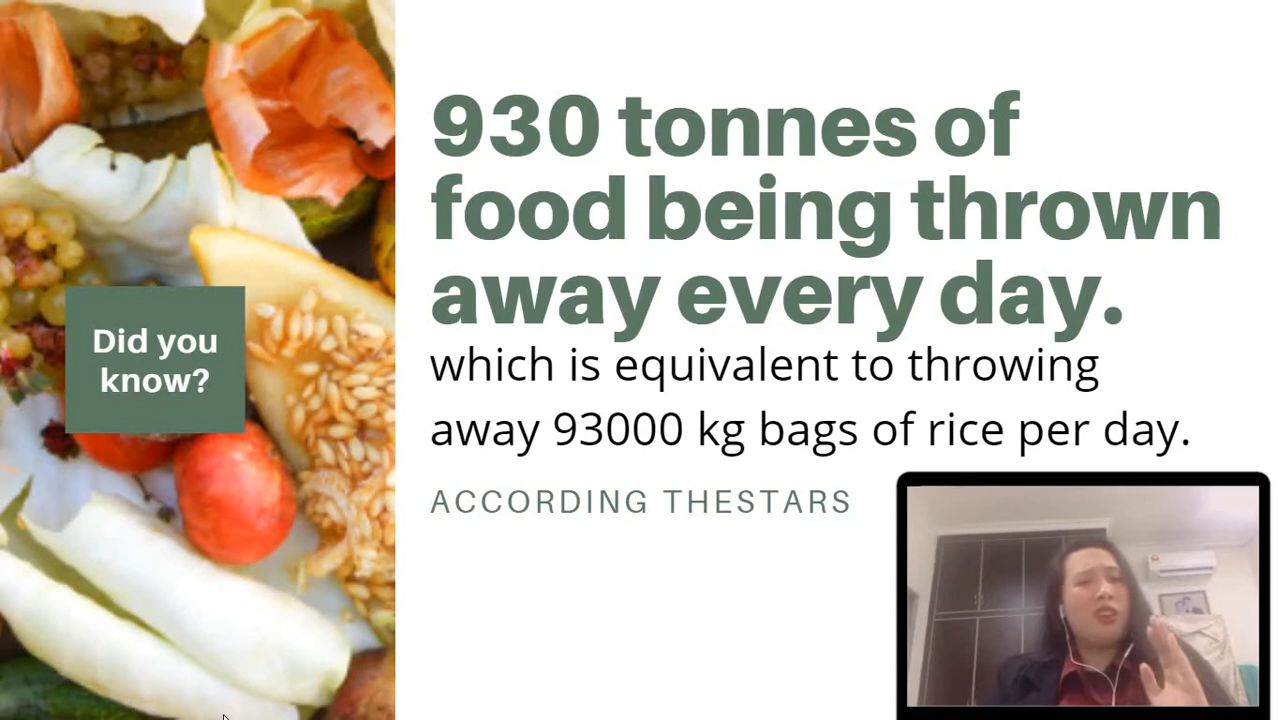 Did you
know?
930 tonnes of
food being thrown
away every day.
which is equivalent to throwing
away 93000 kg bags of rice per day.
ACCORDING THESTARS